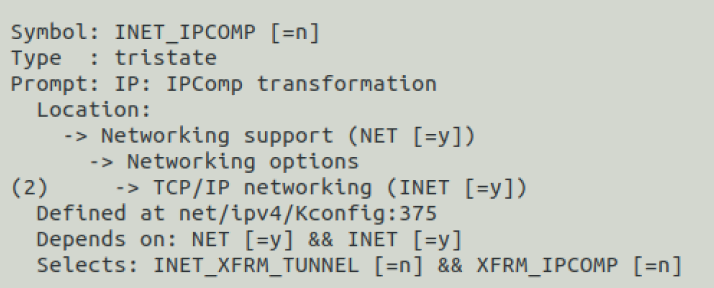 Symbol: INET_IPCOMP [=n]
Type  : tristate
Prompt: IP: IPComp transformation
  Location:
    -> Networking support (NET [=y])
      -> Networking options
(2)     -> TCP/IP networking (INET [=y])
  Defined at net/ipv4/Kconfig:375
  Depends on: NET [=y] && INET [=y]
  Selects: INET_XFRM_TUNNEL [=n] && XFRM_IPCOMP [=n]